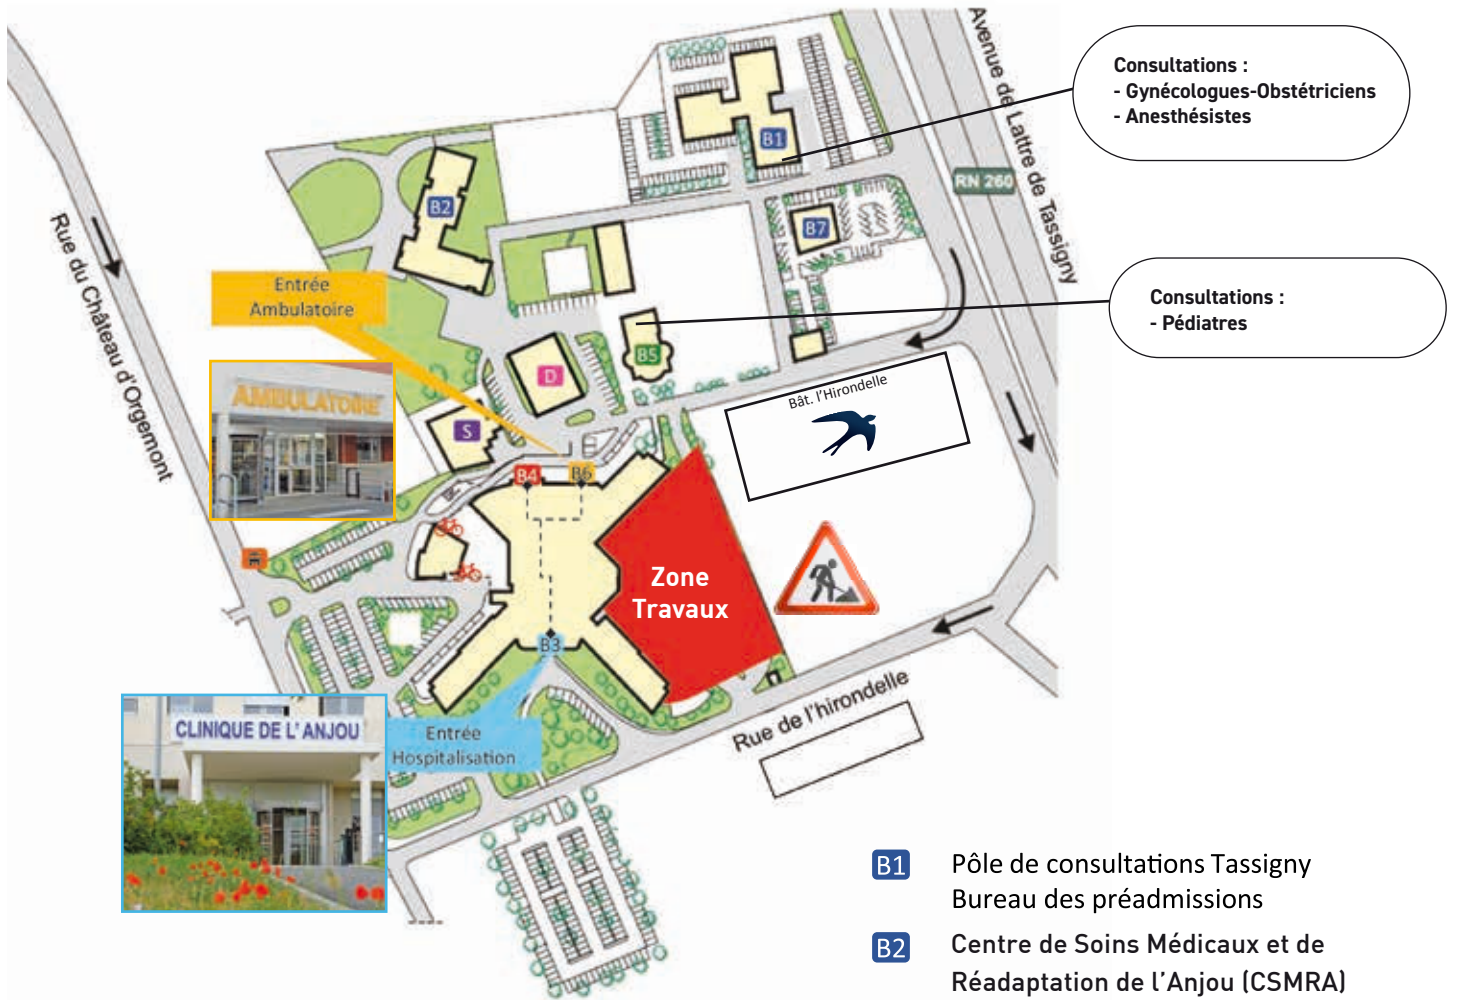 Consultations :
- Gynécologues-Obstétriciens
- Anesthésistes
Avenue de Lattre de Tassigny
RN 260
B1
B2
B7
Rue du Château d'Orgemont
Entrée
Ambulatoire
Consultations :
- Pédiatres
B5
D
Bât. l'Hirondelle
AMBULATOIRE
S
B4
B6
Zone
Travaux
B3
Rue de l'hirondelle
CLINIQUE DE L'ANJOU
Entrée
Hospitalisation
B1 Pôle de consultations Tassigny
Bureau des préadmissions
B2 Centre de Soins Médicaux et de
Réadaptation de l'Anjou (CSMRA)